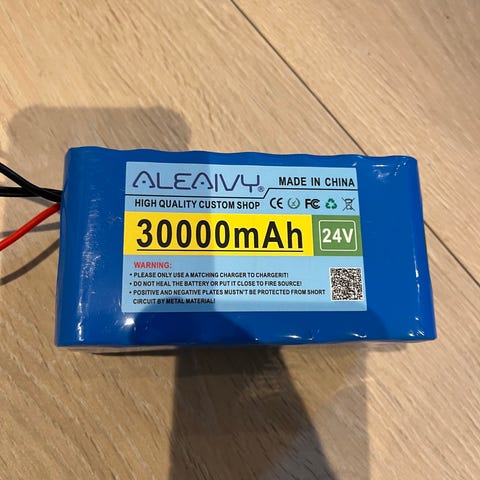 ALEAIVY® MADE IN CHINA
HIGH QUALITY CUSTOM SHOP CE FC
30000mAh 24V
WARNING:
• PLEASE ONLY USE A MATCHING CHARGER TO CHARGERIT!
• DO NOT HEAL THE BATTERY OR PUT IT CLOSE TO FIRE SOURCE!
• POSITIVE AND NEGATIVE PLATES MUSTN'T BE PROTECTED FROM SHORT
CIRCUIT BY METAL MATERIAL!